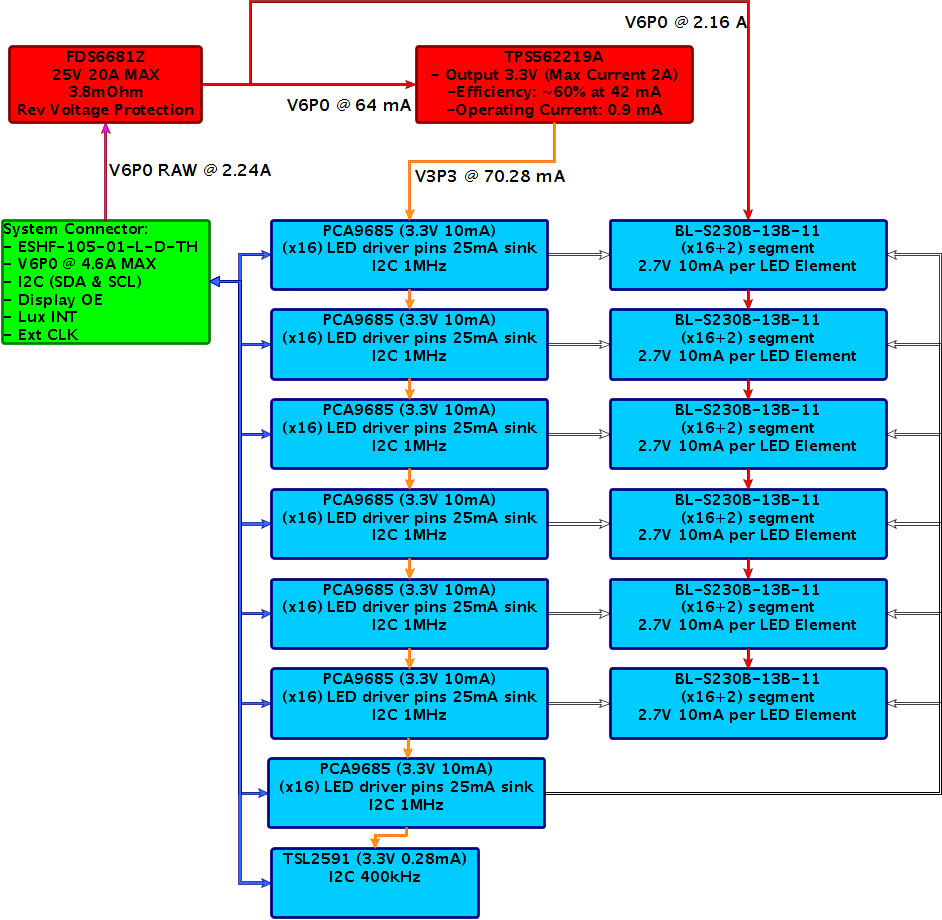 V6P0 @ 2.16 A
FDS6681Z
25V 20A MAX
3.8mOhm
Rev Voltage Protection
V6P0 @ 64 mA
TPS562219A
- Output 3.3V (Max Current 2A)
-Efficiency: ~60% at 42 mA
-Operating Current: 0.9 mA
V6P0 RAW @ 2.24A
V3P3 @ 70.28 mA
System Connector:
- ESHF-105-01-L-D-TH
- V6P0 @ 4.6A MAX
- I2C (SDA & SCL)
- Display OE
- Lux INT
- Ext CLK
PCA9685 (3.3V 10mA)
(x16) LED driver pins 25mA sink
I2C 1MHz
BL-S230B-13B-11
(x16+2) segment
2.7V 10mA per LED Element
PCA9685 (3.3V 10mA)
(x16) LED driver pins 25mA sink
I2C 1MHz
BL-S230B-13B-11
(x16+2) segment
2.7V 10mA per LED Element
PCA9685 (3.3V 10mA)
(x16) LED driver pins 25mA sink
I2C 1MHz
BL-S230B-13B-11
(x16+2) segment
2.7V 10mA per LED Element
PCA9685 (3.3V 10mA)
(x16) LED driver pins 25mA sink
I2C 1MHz
BL-S230B-13B-11
(x16+2) segment
2.7V 10mA per LED Element
PCA9685 (3.3V 10mA)
(x16) LED driver pins 25mA sink
I2C 1MHz
BL-S230B-13B-11
(x16+2) segment
2.7V 10mA per LED Element
PCA9685 (3.3V 10mA)
(x16) LED driver pins 25mA sink
I2C 1MHz
BL-S230B-13B-11
(x16+2) segment
2.7V 10mA per LED Element
PCA9685 (3.3V 10mA)
(x16) LED driver pins 25mA sink
I2C 1MHz
TSL2591 (3.3V 0.28mA)
I2C 400kHz